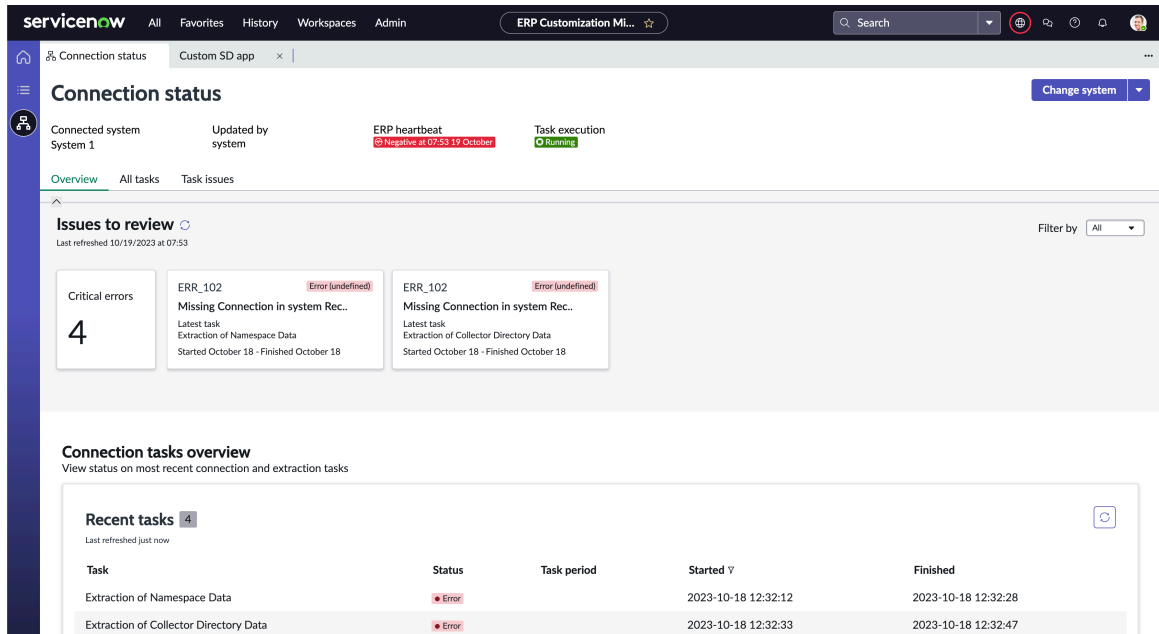 servicenow All Favorites History Workspaces Admin ERP Customization Mi... Search
Connection status Custom SD app ×
Connection status Change system
Connected system Updated by ERP heartbeat Task execution
System 1 system Negative at 07:53 19 October Running
Overview All tasks Task issues
Issues to review Filter by All
Last refreshed 10/19/2023 at 07:53
Critical errors
4
ERR_102 Error (undefined)
Missing Connection in system Rec..
Latest task
Extraction of Namespace Data
Started October 18 - Finished October 18
ERR_102 Error (undefined)
Missing Connection in system Rec..
Latest task
Extraction of Collector Directory Data
Started October 18 - Finished October 18
Connection tasks overview
View status on most recent connection and extraction tasks
Recent tasks 4
Last refreshed just now
Task Status Task period Started Finished
Extraction of Namespace Data Error 2023-10-18 12:32:12 2023-10-18 12:32:28
Extraction of Collector Directory Data Error 2023-10-18 12:32:33 2023-10-18 12:32:47